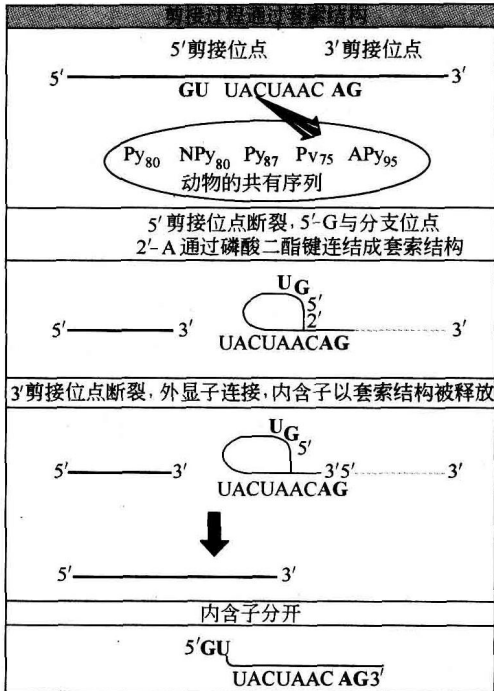 剪接过程通过套索结构
5′剪接位点 3′剪接位点
5′ 3′
GU UACUAAC AG
Py80 NPy80 Py87 Pv75 APy95
动物的共有序列
5′剪接位点断裂,5′-G与分支位点
2′-A通过磷酸二酯键连结成套索结构
UG
5′
2′
5′ 3′ 3′
UACUAACAG
3′剪接位点断裂,外显子连接,内含子以套索结构被释放
UG
5′
5′ 3′ 3′5′ 3′
UACUAACAG
5′ 3′
内含子分开
5′GU
UACUAAC AG3′